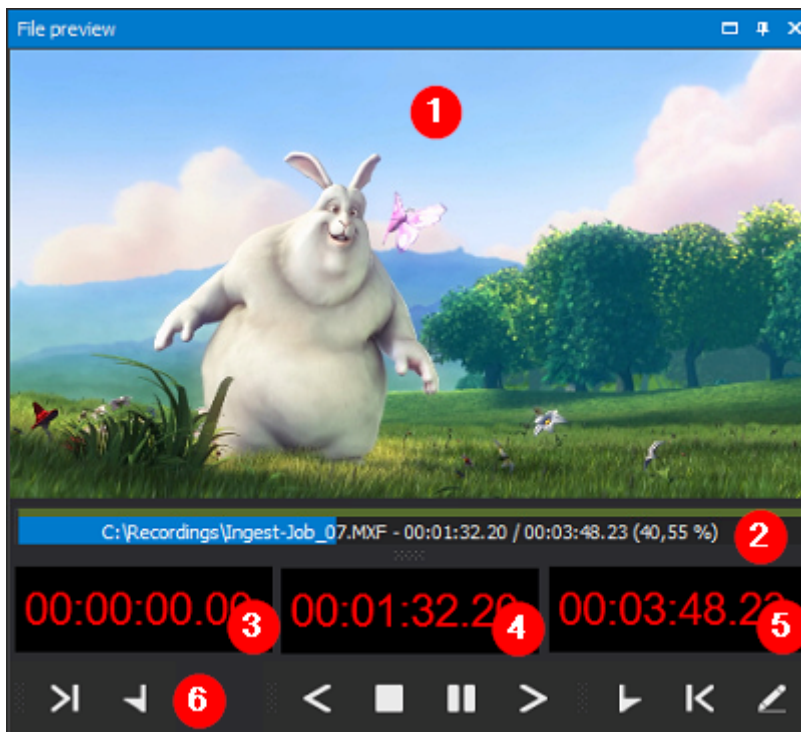 File preview
1
C:\Recordings\Ingest-Job_07.MXF - 00:01:32.20 / 00:03:48.23 (40,55 %)
2
00:00:00.00 3 00:01:32.20 4 00:03:48.23 5
6